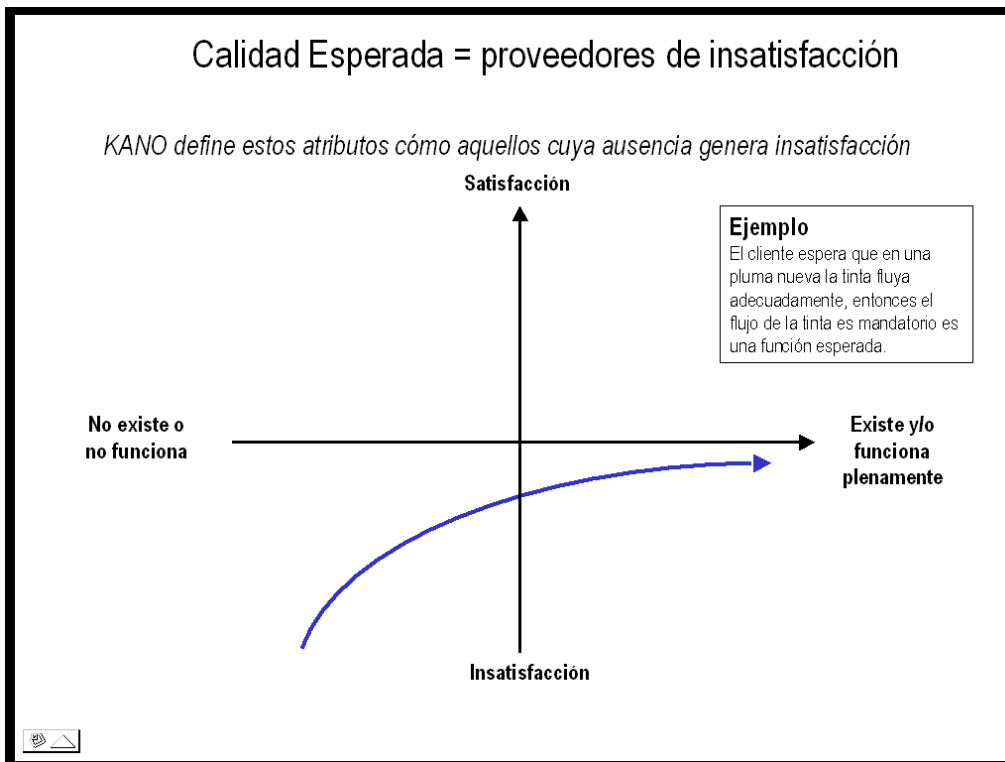 Calidad Esperada = proveedores de insatisfacción
KANO define estos atributos cómo aquellos cuya ausencia genera insatisfacción
Satisfacción
Ejemplo
El cliente espera que en una
pluma nueva la tinta fluya
adecuadamente, entonces el
flujo de la tinta es mandatorio es
una función esperada.
No existe o
no funciona
Existe y/o
funciona
plenamente
Insatisfacción